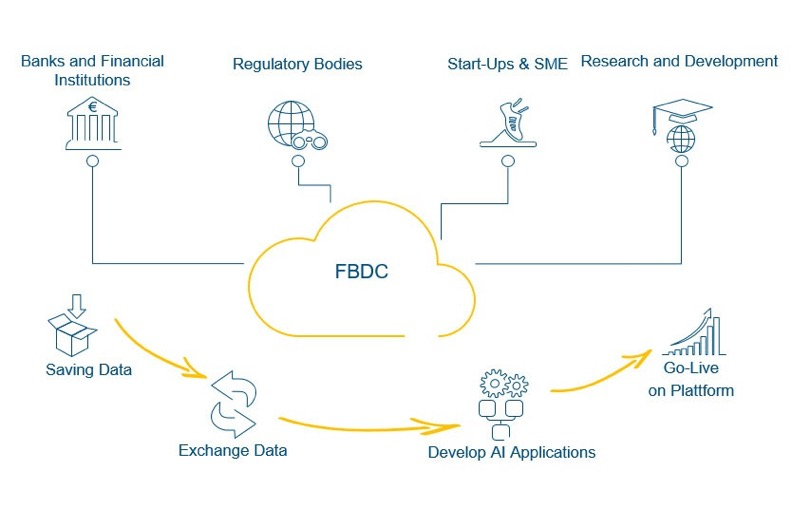 Banks and Financial
Institutions
Regulatory Bodies
Start-Ups & SME
Research and Development
€
FBDC
Saving Data
Exchange Data
Develop AI Applications
Go-Live
on Plattform